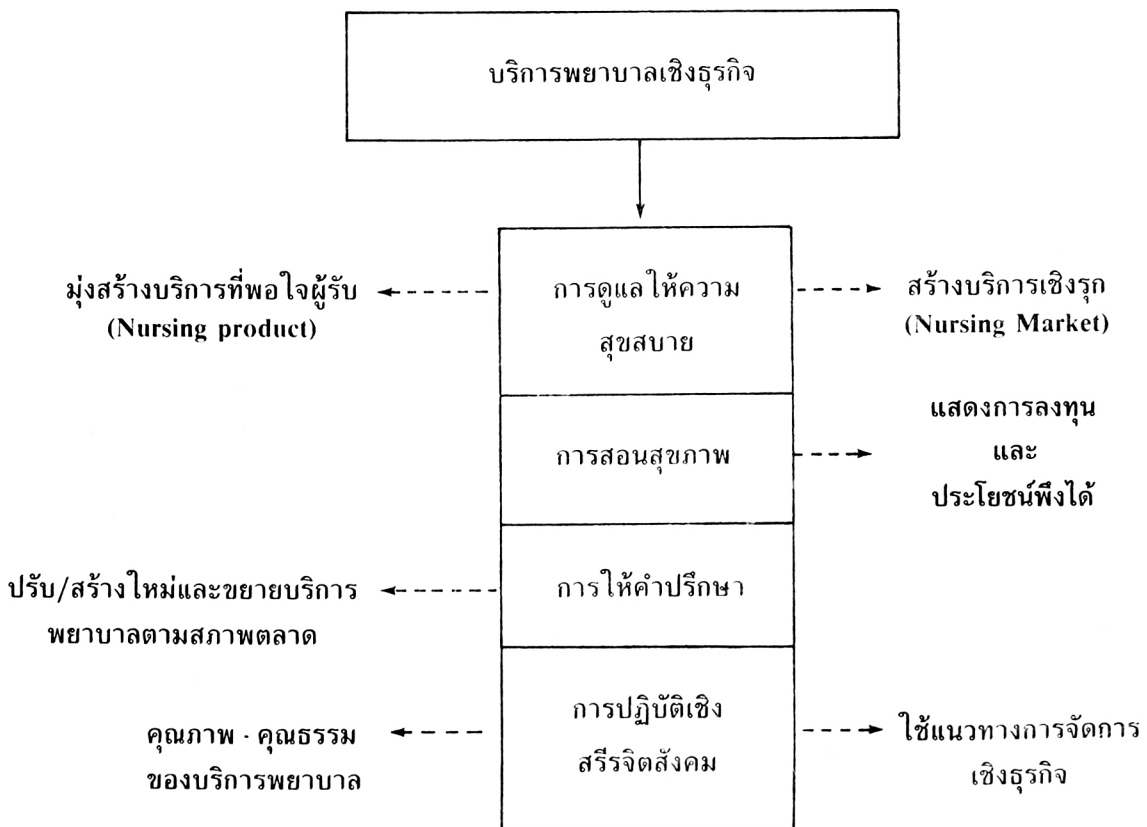 บริการพยาบาลเชิงธุรกิจ
มุ่งสร้างบริการที่พอใจผู้รับ
(Nursing product)
การดูแลให้ความ
สุขสบาย
สร้างบริการเชิงรุก
(Nursing Market)
การสอนสุขภาพ
แสดงการลงทุน
และ
ประโยชน์พึงได้
ปรับ/สร้างใหม่และขยายบริการ
พยาบาลตามสภาพตลาด
การให้คำปรึกษา
คุณภาพ - คุณธรรม
ของบริการพยาบาล
การปฏิบัติเชิง
สรีรจิตสังคม
ใช้แนวทางการจัดการ
เชิงธุรกิจ